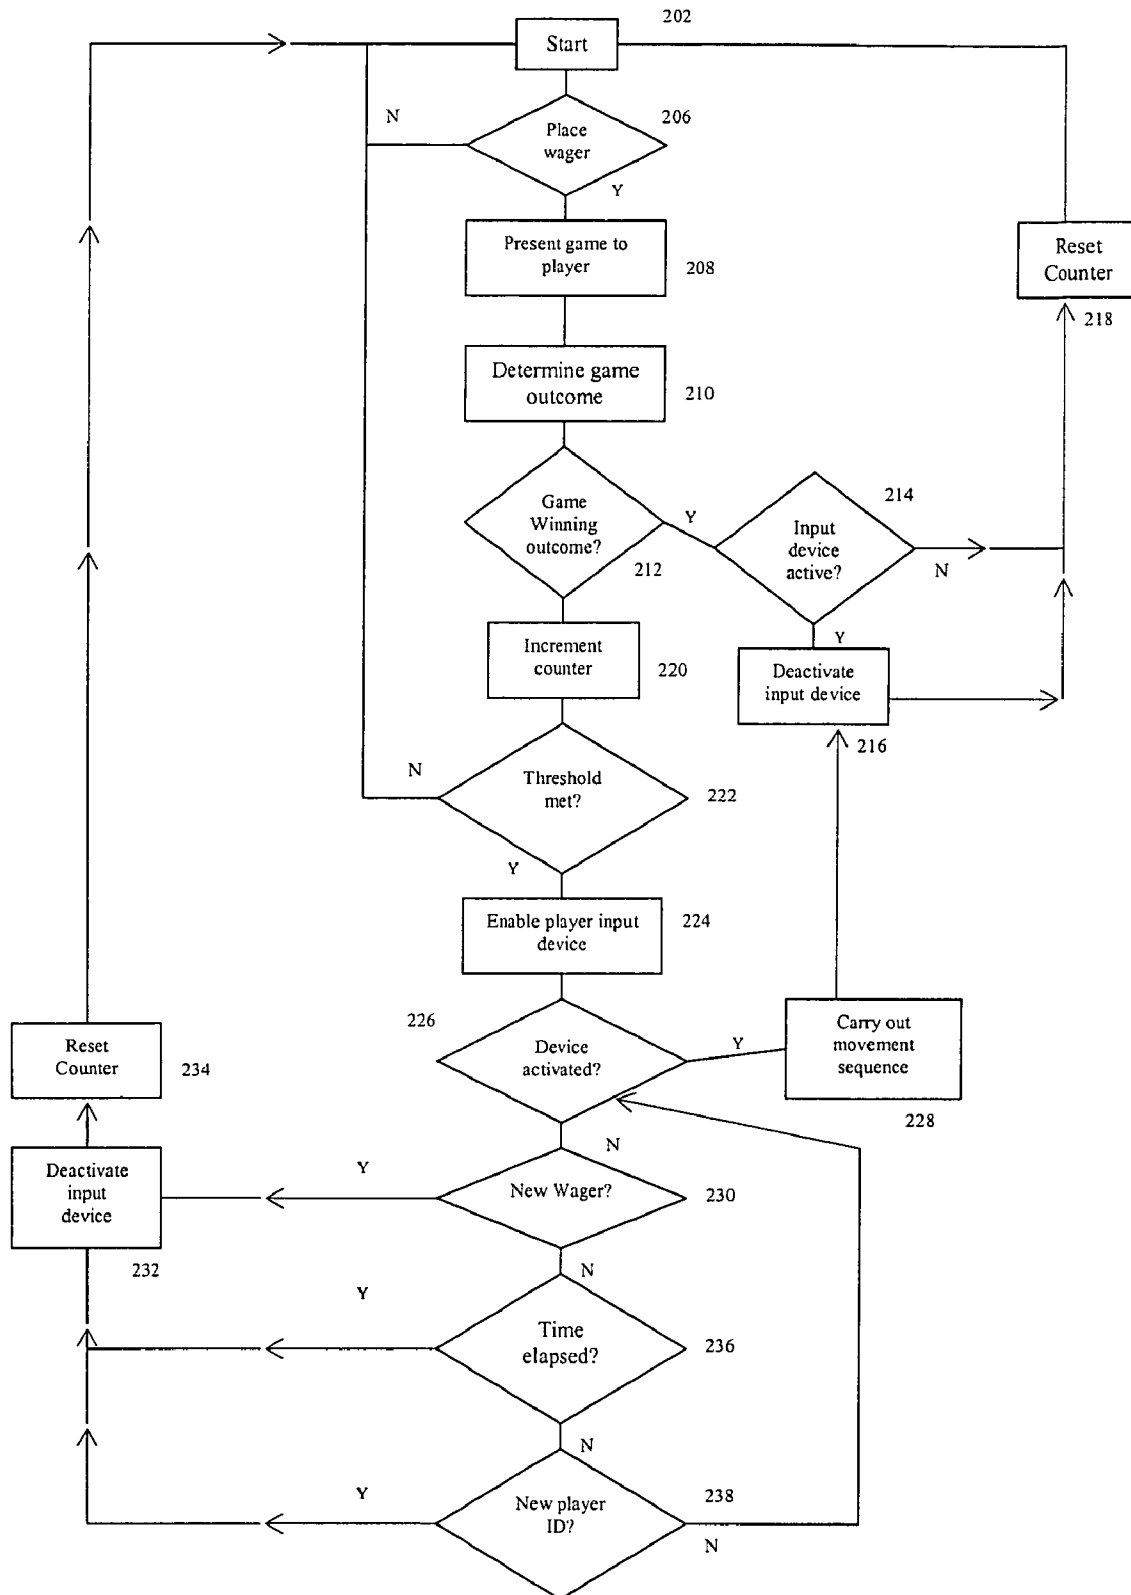 202
Start
N
Place
wager
206
Y
Present game to
player
208
Reset
Counter
218
Determine game
outcome
210
Game
Winning
outcome?
212
Y
Input
device
active?
214
N
Y
Increment
counter
220
Deactivate
input device
216
N
Threshold
met?
222
Y
Enable player input
device
224
226
Device
activated?
Y
Carry out
movement
sequence
228
Reset
Counter
234
N
Deactivate
input
device
232
Y
New Wager?
230
N
Y
Time
elapsed?
236
N
Y
New player
ID?
238
N